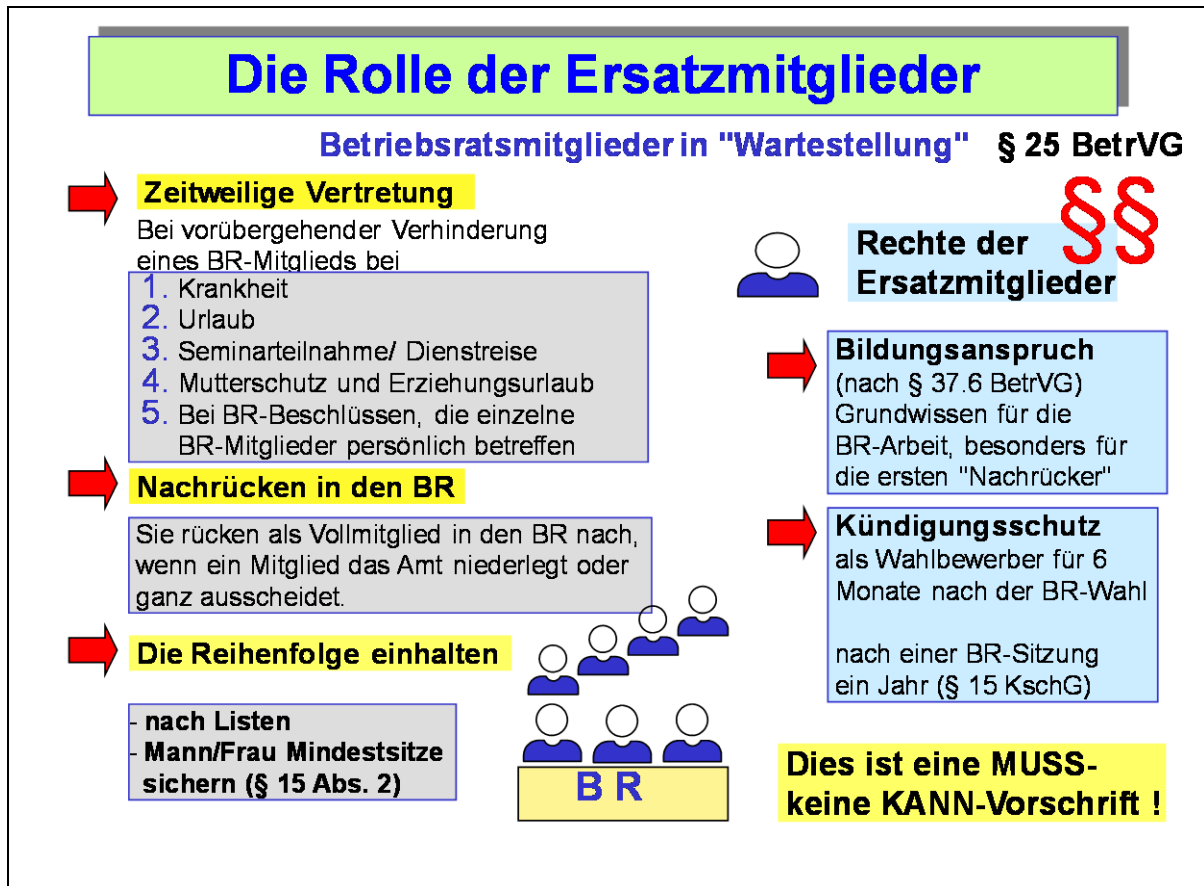 Die Rolle der Ersatzmitglieder
Betriebsratsmitglieder in "Wartestellung" § 25 BetrVG
Zeitweilige Vertretung
Bei vorübergehender Verhinderung
eines BR-Mitglieds bei
1. Krankheit
2. Urlaub
3. Seminarteilnahme/ Dienstreise
4. Mutterschutz und Erziehungsurlaub
5. Bei BR-Beschlüssen, die einzelne
BR-Mitglieder persönlich betreffen
Nachrücken in den BR
Sie rücken als Vollmitglied in den BR nach,
wenn ein Mitglied das Amt niederlegt oder
ganz ausscheidet.
Die Reihenfolge einhalten
- nach Listen
- Mann/Frau Mindestsitze
sichern (§ 15 Abs. 2)
B R
§§
Rechte der
Ersatzmitglieder
Bildungsanspruch
(nach § 37.6 BetrVG)
Grundwissen für die
BR-Arbeit, besonders für
die ersten "Nachrücker"
Kündigungsschutz
als Wahlbewerber für 6
Monate nach der BR-Wahl
nach einer BR-Sitzung
ein Jahr (§ 15 KschG)
Dies ist eine MUSS-
keine KANN-Vorschrift !